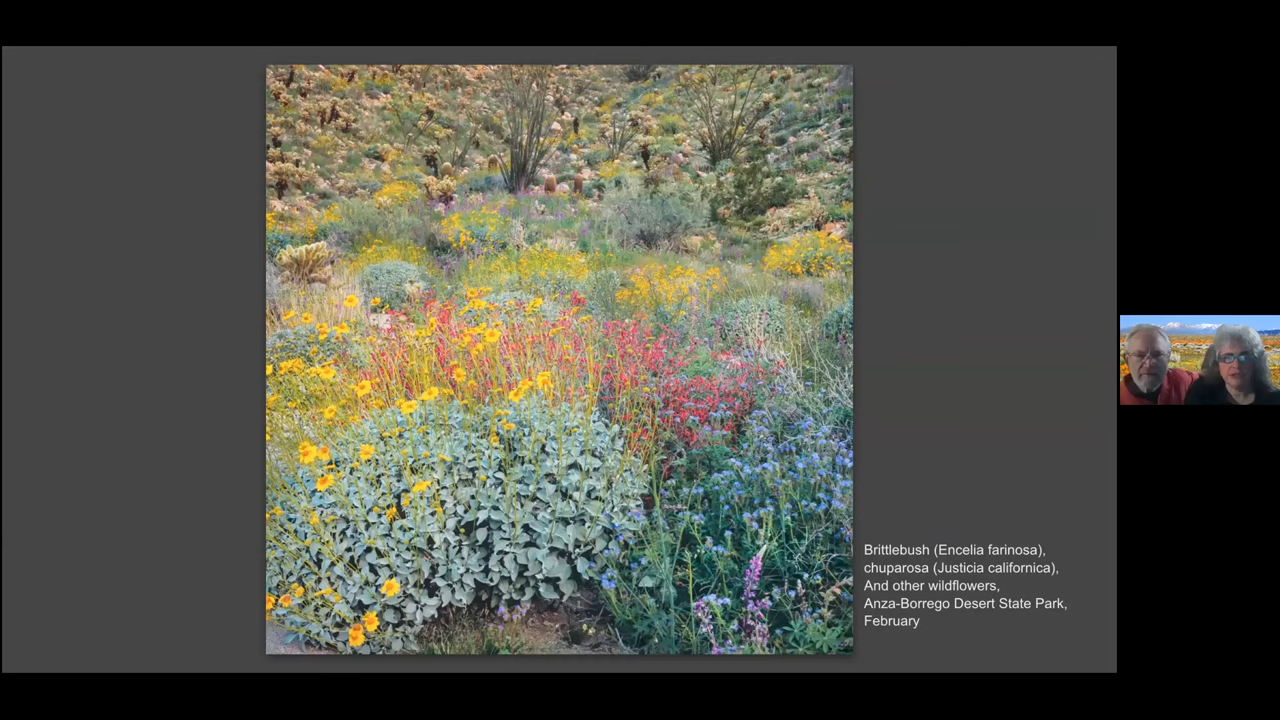 Brittlebush (Encelia farinosa),
chuparosa (Justicia californica),
And other wildflowers,
Anza-Borrego Desert State Park,
February